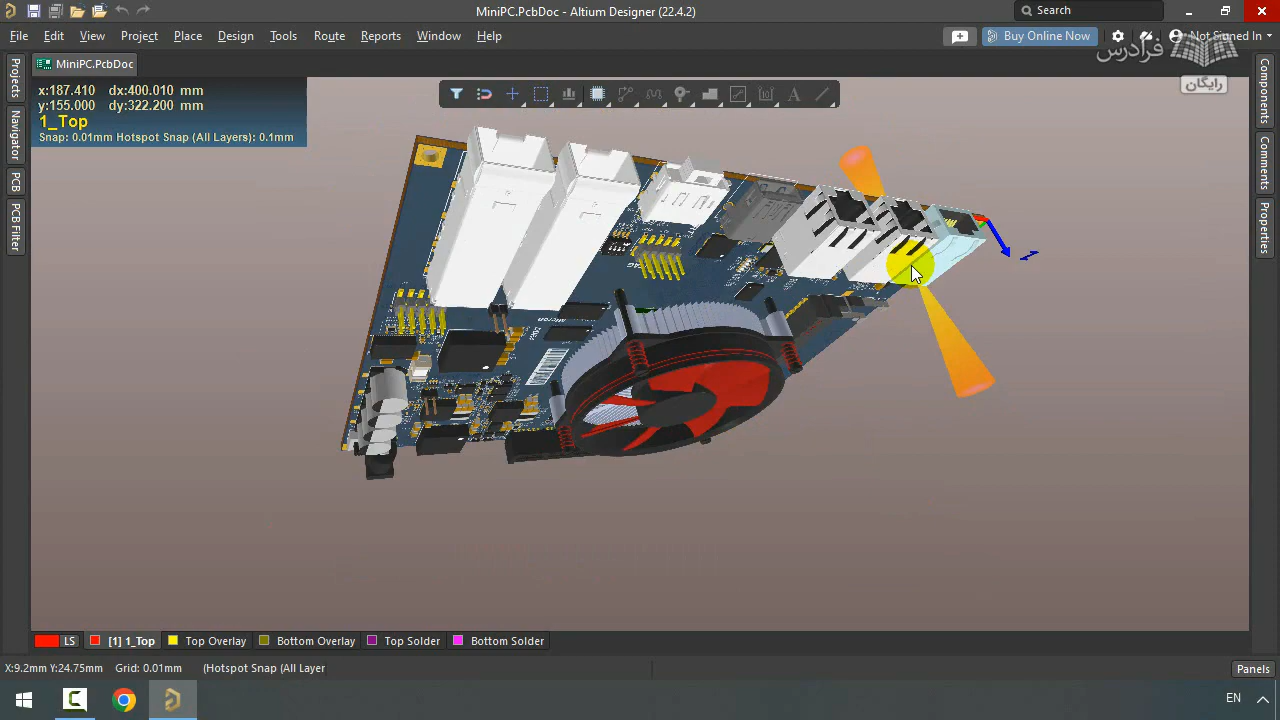 MiniPC.PcbDoc - Altium Designer (22.4.2)
Search
File Edit View Project Place Design Tools Route Reports Window Help
Buy Online Now
Not Signed In
فرادرس
رایگان
MiniPC.PcbDoc
x:187.410 dx:400.010 mm
y:155.000 dy:322.200 mm
1_Top
Snap: 0.01mm Hotspot Snap (All Layers): 0.1mm
Projects
Navigator
PCB
PCB Filter
Components
Comments
Properties
LS
[1] 1_Top
Top Overlay
Bottom Overlay
Top Solder
Bottom Solder
X:9.2mm Y:24.75mm Grid: 0.01mm (Hotspot Snap (All Layer
Panels
EN